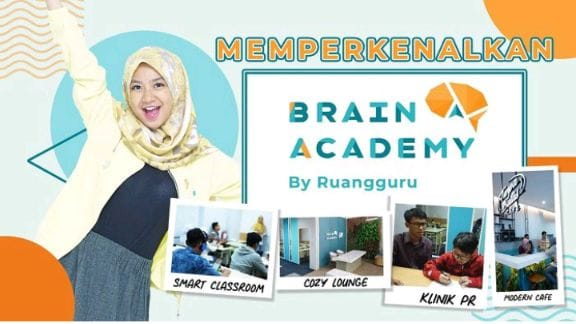 MEMPERKENALKAN
BRAIN
ACADEMY
By Ruangguru
SMART CLASSROOM
COZY LOUNGE
KLINIK PR
MODERN CAFE